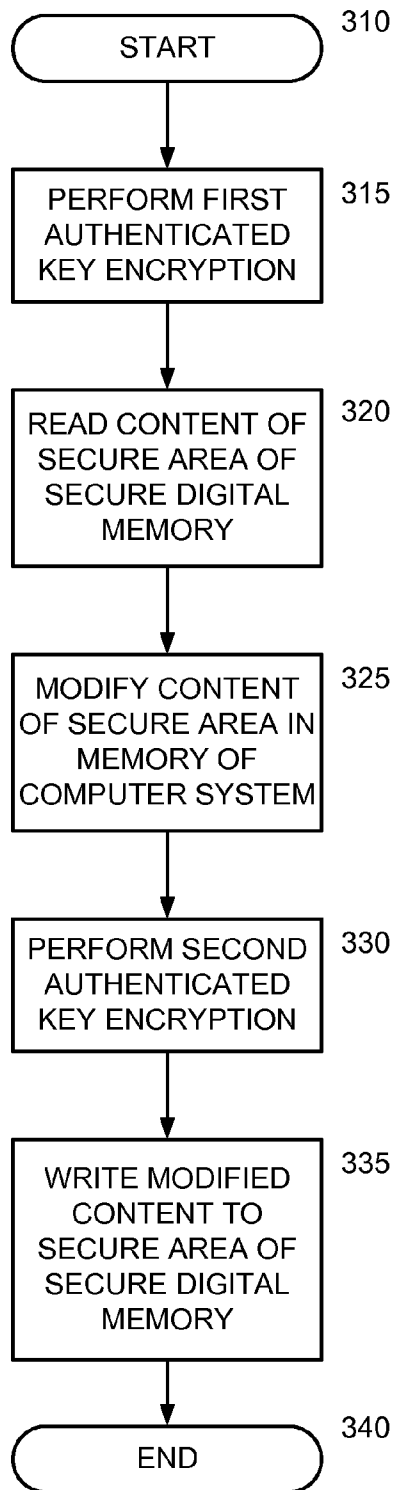 310
START
315
PERFORM FIRST
AUTHENTICATED
KEY ENCRYPTION
320
READ CONTENT OF
SECURE AREA OF
SECURE DIGITAL
MEMORY
325
MODIFY CONTENT
OF SECURE AREA IN
MEMORY OF
COMPUTER SYSTEM
330
PERFORM SECOND
AUTHENTICATED
KEY ENCRYPTION
335
WRITE MODIFIED
CONTENT TO
SECURE AREA OF
SECURE DIGITAL
MEMORY
340
END